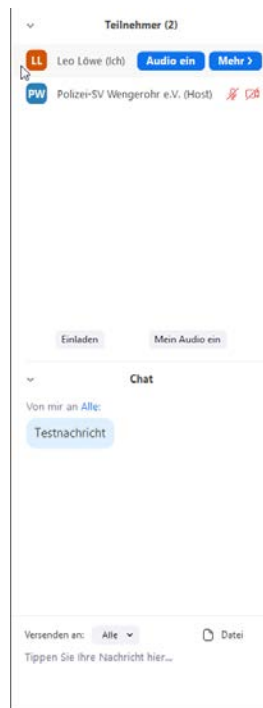 Teilnehmer (2)
LL Leo Löwe (Ich) Audio ein Mehr >
PW Polizei-SV Wengerohr e.V. (Host)
Einladen Mein Audio ein
Chat
Von mir an Alle:
Testnachricht
Versenden an: Alle Datei
Tippen Sie Ihre Nachricht hier...